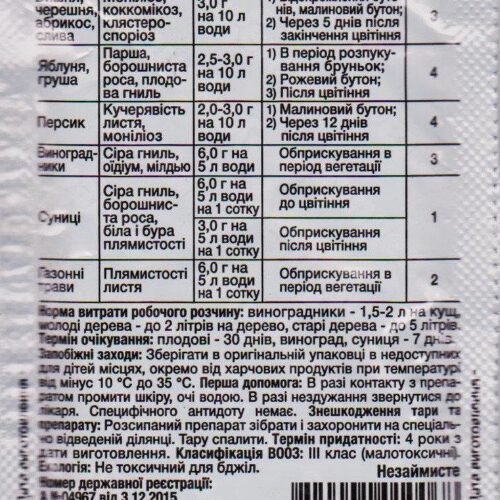 черешня, коккомікоз, 3,0 г на 10 л води нів, малиновий бутон; 3
абрикос, клястеро- 2) Через 5 днів після
слива споріоз закінчення цвітіння
Яблуня, груша
Парша, борошниста роса, плодова гниль
2,5-3,0 г на 10 л води
1) В період розпукування бруньок;
2) Рожевий бутон;
3) Після цвітіння
4
Персик
Кучерявість листя, моніліоз
2,0-3,0 г на 10 л води
1) Малиновий бутон;
2) Через 12 днів після цвітіння
4
Виноградники
Сіра гниль, оїдіум, мілдью
6,0 г на 5 л води
Обприскування в період вегетації
3
Суниці
Сіра гниль, борошниста роса, біла і бура плямистості
6,0 г на 5 л води на 1 сотку
Обприскування до цвітіння
3,0 г на 5 л води на 1 сотку
Обприскування після цвітіння
1
Газонні трави
Плямистості листя
6,0 г на 5 л води
Обприскування в період вегетації
2
Норма витрати робочого розчину: виноградники - 1,5-2 л на кущ,
молоді дерева - до 2 літрів на дерево, старі дерева - до 5 літрів.
Термін очікування: плодові - 30 днів, виноград, суниця - 7 днів.
Запобіжні заходи: Зберігати в оригінальній упаковці в недоступних
для дітей місцях, окремо від харчових продуктів при температурі
від мінус 10 °С до 35 °С. Перша допомога: В разі контакту з препа-
ратом промити шкіру, очі водою. В разі нездужання звернутися до
лікаря. Специфічного антидоту немає. Знешкодження тари та
препарату: Розсипаний препарат зібрати і захоронити на спеціаль-
но відведеній ділянці. Тару спалити. Термін придатності: 4 роки з
дати виготовлення. Класифікація ВООЗ: III клас (малотоксичні).
Екологія: Не токсичний для бджіл.
Незаймисте
Номер державної реєстрації:
А №04967 від 3.12.2015